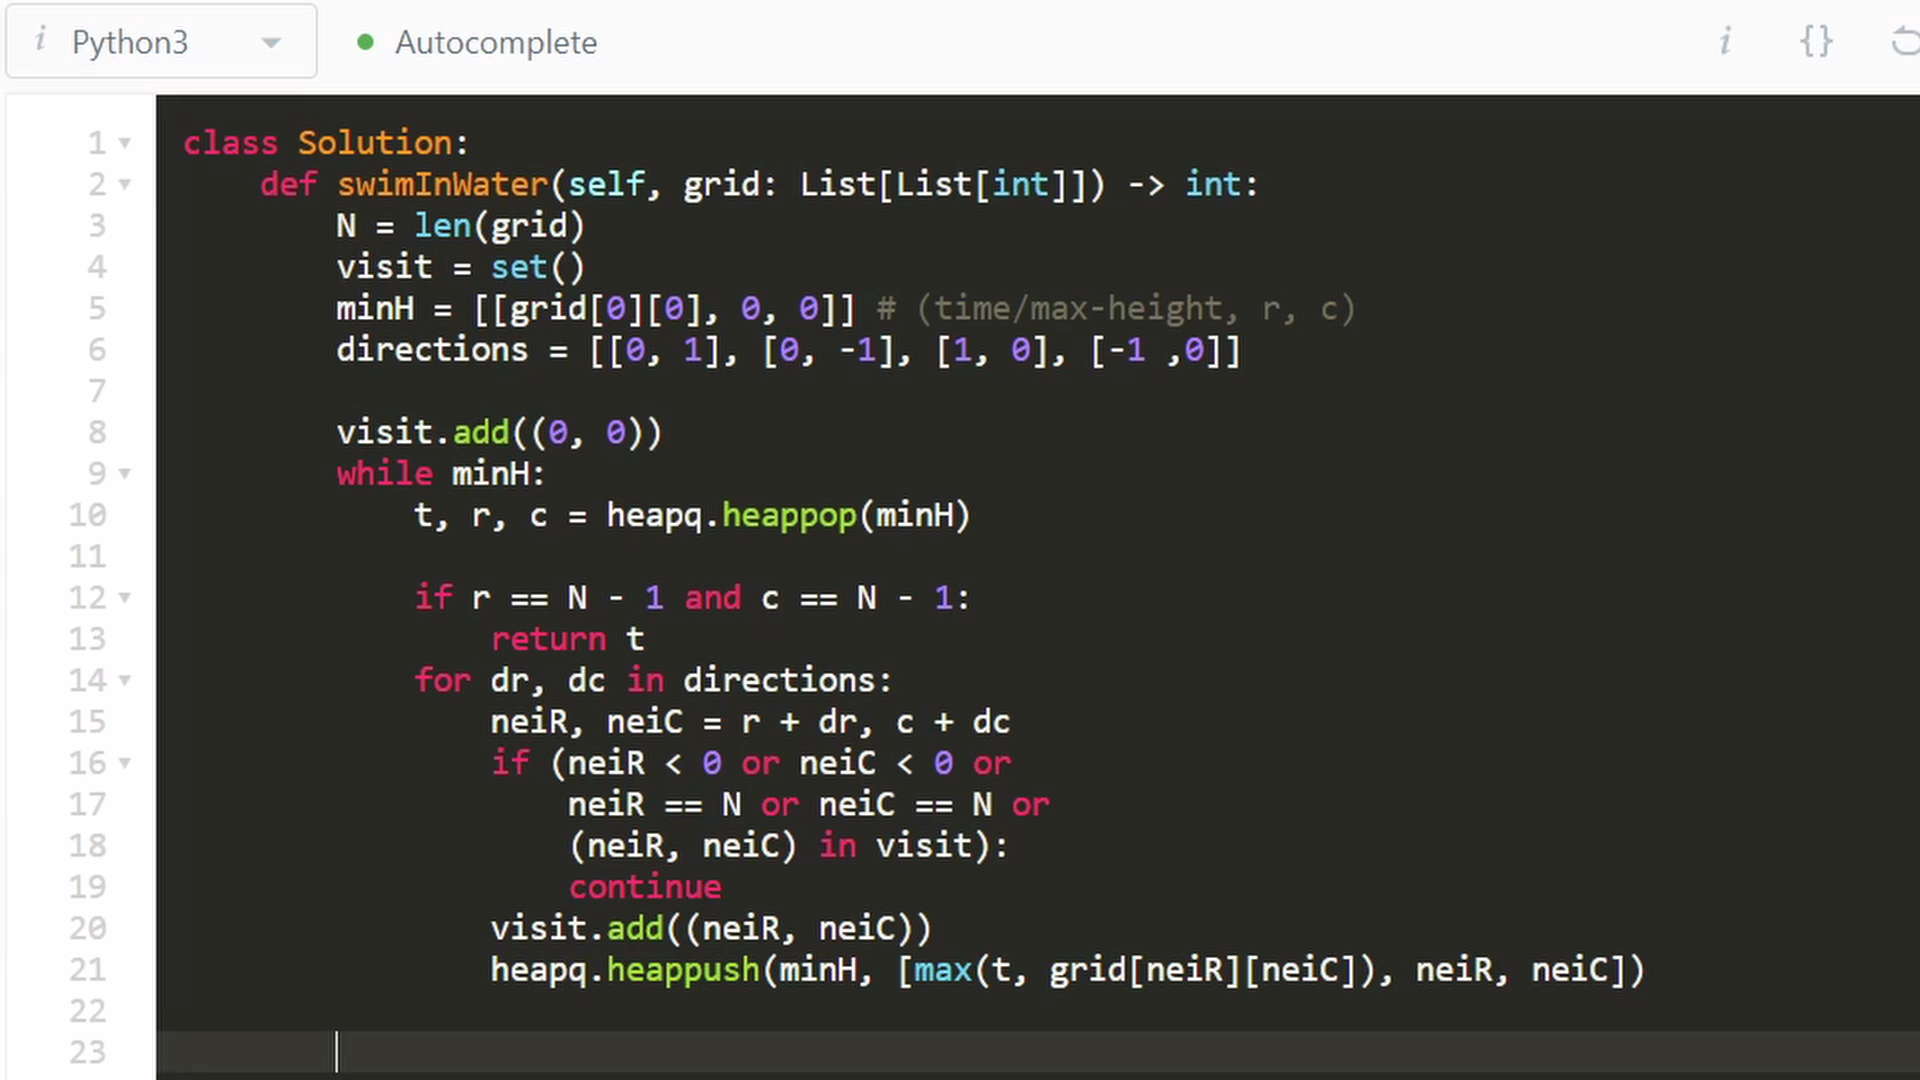 i Python3 Autocomplete i {}
1 class Solution:
2     def swimInWater(self, grid: List[List[int]]) -> int:
3         N = len(grid)
4         visit = set()
5         minH = [[grid[0][0], 0, 0]] # (time/max-height, r, c)
6         directions = [[0, 1], [0, -1], [1, 0], [-1 ,0]]
7
8         visit.add((0, 0))
9         while minH:
10             t, r, c = heapq.heappop(minH)
11
12             if r == N - 1 and c == N - 1:
13                 return t
14             for dr, dc in directions:
15                 neiR, neiC = r + dr, c + dc
16                 if (neiR < 0 or neiC < 0 or
17                     neiR == N or neiC == N or
18                     (neiR, neiC) in visit):
19                     continue
20                 visit.add((neiR, neiC))
21                 heapq.heappush(minH, [max(t, grid[neiR][neiC]), neiR, neiC])
22
23